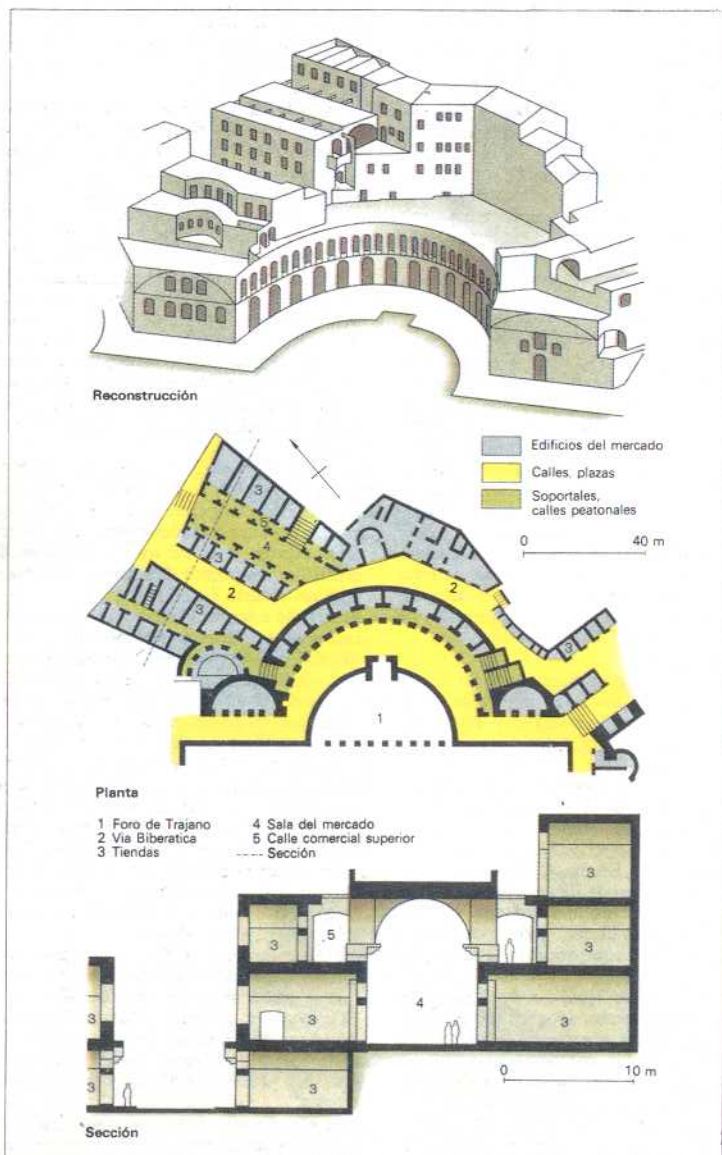 Reconstrucción
Edificios del mercado
Calles, plazas
Soportales,
calles peatonales
0 40 m
3
5
4
3
2
2
3
3
1
Planta
1 Foro de Trajano
2 Via Biberatica
3 Tiendas
4 Sala del mercado
5 Calle comercial superior
---- Sección
3
3
5
3
3
3
4
3
3
3
0 10 m
Sección